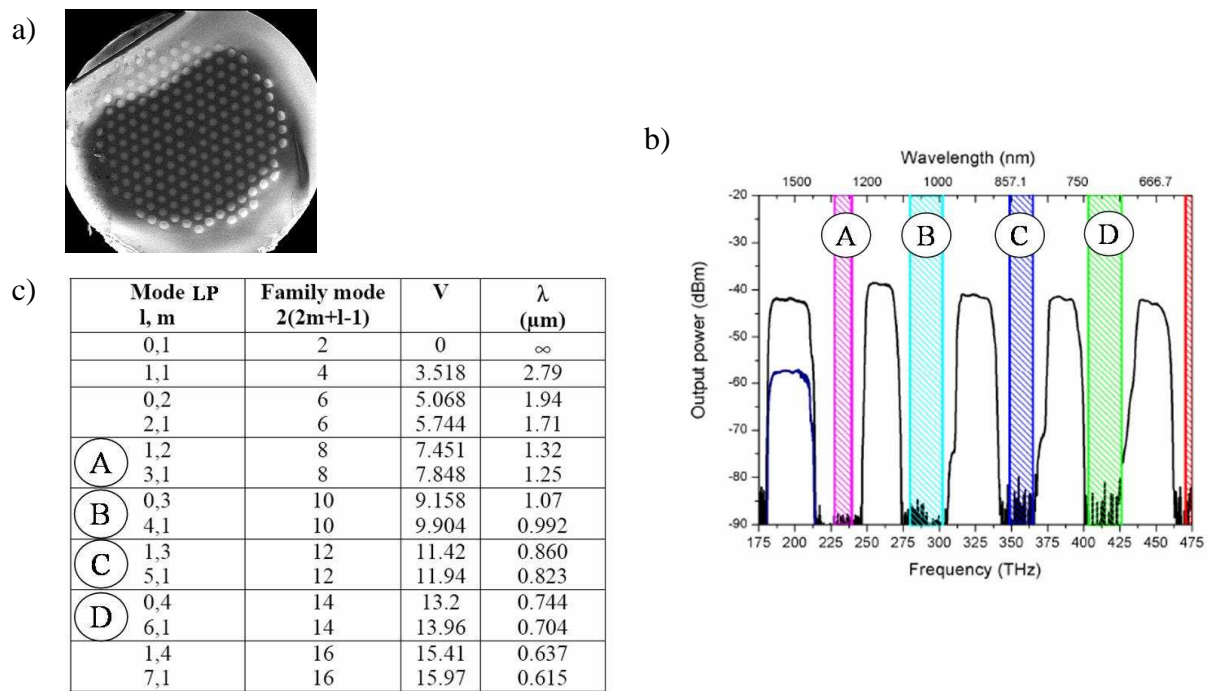 a)
b)
Wavelength (nm)
1500 1200 1000 857.1 750 666.7
-20
-30
-40
-50
-60
-70
-80
-90
Output power (dBm)
A B C D
175 200 225 250 275 300 325 350 375 400 425 450 475
Frequency (THz)
c)
Mode LP Family mode V λ
l, m 2(2m+l-1) (μm)
0,1 2 0 ∞
1,1 4 3.518 2.79
0,2 6 5.068 1.94
2,1 6 5.744 1.71
A
1,2 8 7.451 1.32
3,1 8 7.848 1.25
B
0,3 10 9.158 1.07
4,1 10 9.904 0.992
C
1,3 12 11.42 0.860
5,1 12 11.94 0.823
D
0,4 14 13.2 0.744
6,1 14 13.96 0.704
1,4 16 15.41 0.637
7,1 16 15.97 0.615